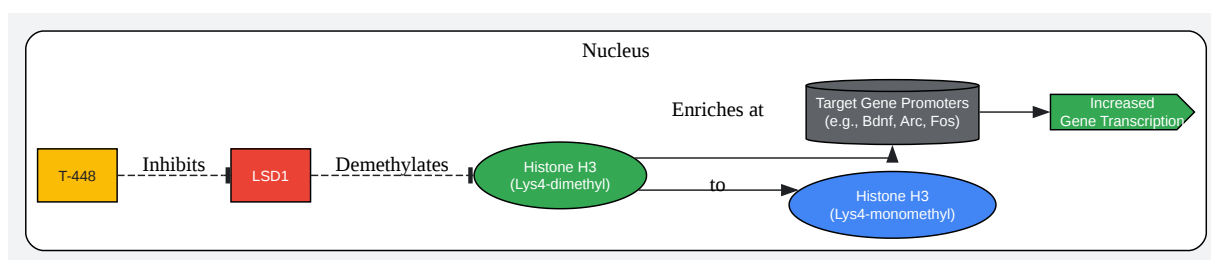 Nucleus
T-448
Inhibits
LSD1
Demethylates
Histone H3
(Lys4-dimethyl)
Enriches at
to
Target Gene Promoters
(e.g., Bdnf, Arc, Fos)
Histone H3
(Lys4-monomethyl)
Increased
Gene Transcription